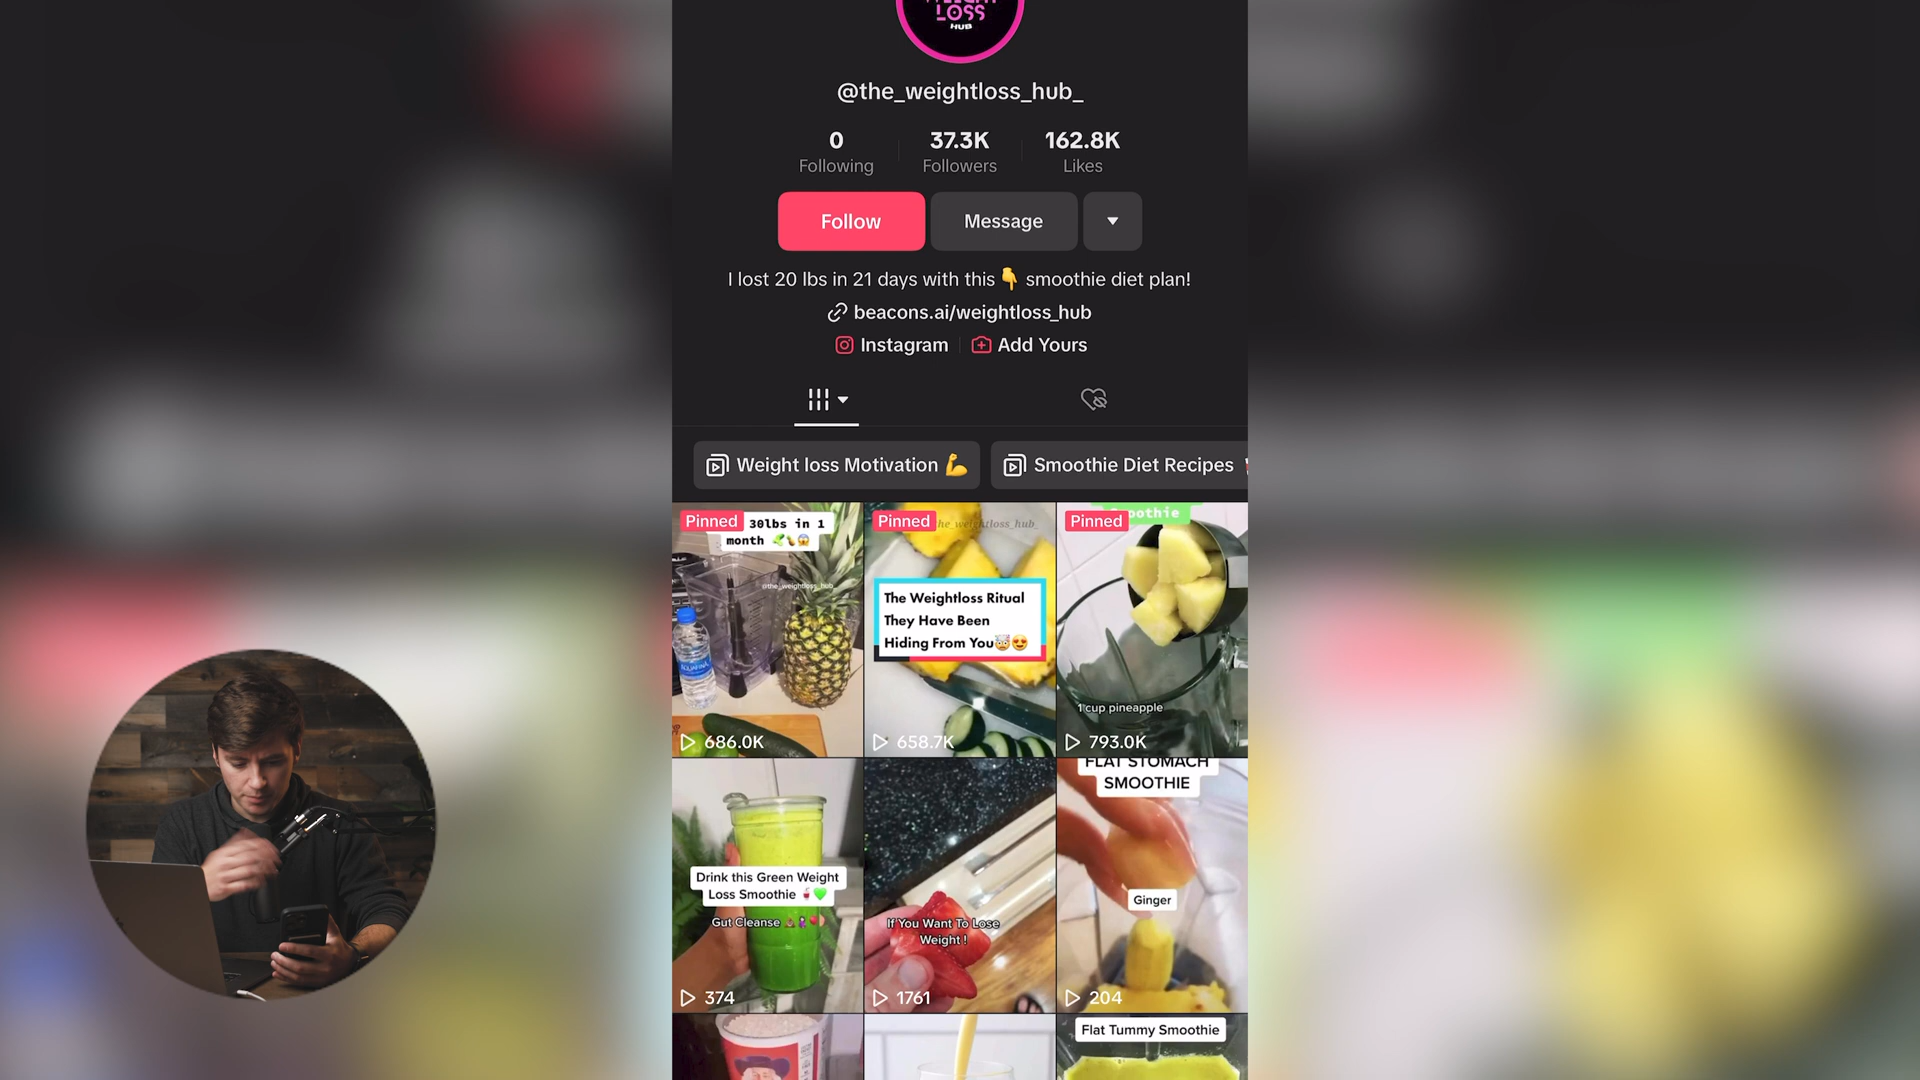 LOSS
HUB
@the_weightloss_hub_
0 37.3K 162.8K
Following Followers Likes
Follow Message
I lost 20 lbs in 21 days with this👇 smoothie diet plan!
beacons.ai/weightloss_hub
Instagram Add Yours
Weight loss Motivation 💪 Smoothie Diet Recipes
Pinned
30lbs in 1
month
@the_weightloss_hub_
686.0K
Pinned
he_weightloss_hub_
The Weightloss Ritual
They Have Been
Hiding From You🤯😍
658.7K
Pinned
1 cup pineapple
793.0K
Drink this Green Weight
Loss Smoothie
Gut Cleanse
374
If You Want To Lose
Weight !
1761
FLAT STOMACH
SMOOTHIE
Ginger
204
Flat Tummy Smoothie